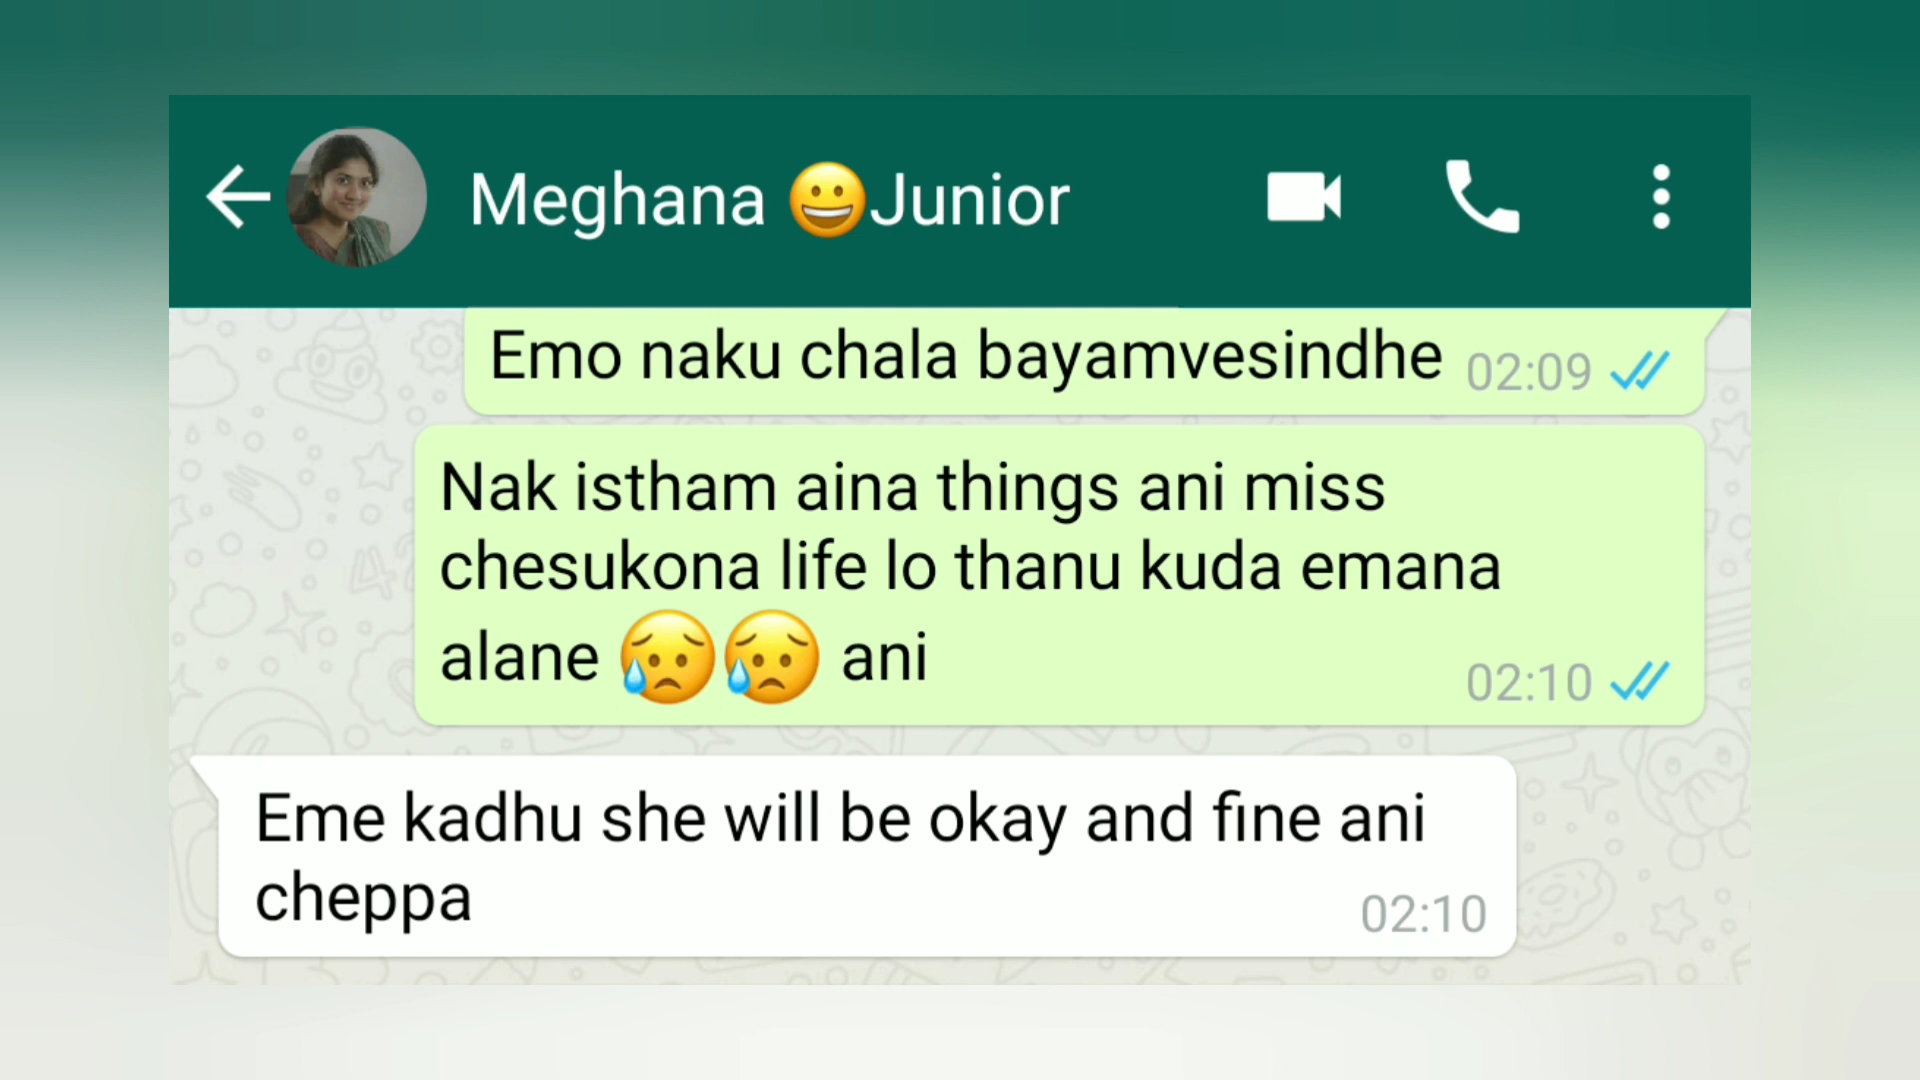 Meghana 😀Junior
Emo naku chala bayamvesindhe 02:09
Nak istham aina things ani miss
chesukona life lo thanu kuda emana
alane 😥😥 ani 02:10
Eme kadhu she will be okay and fine ani
cheppa 02:10